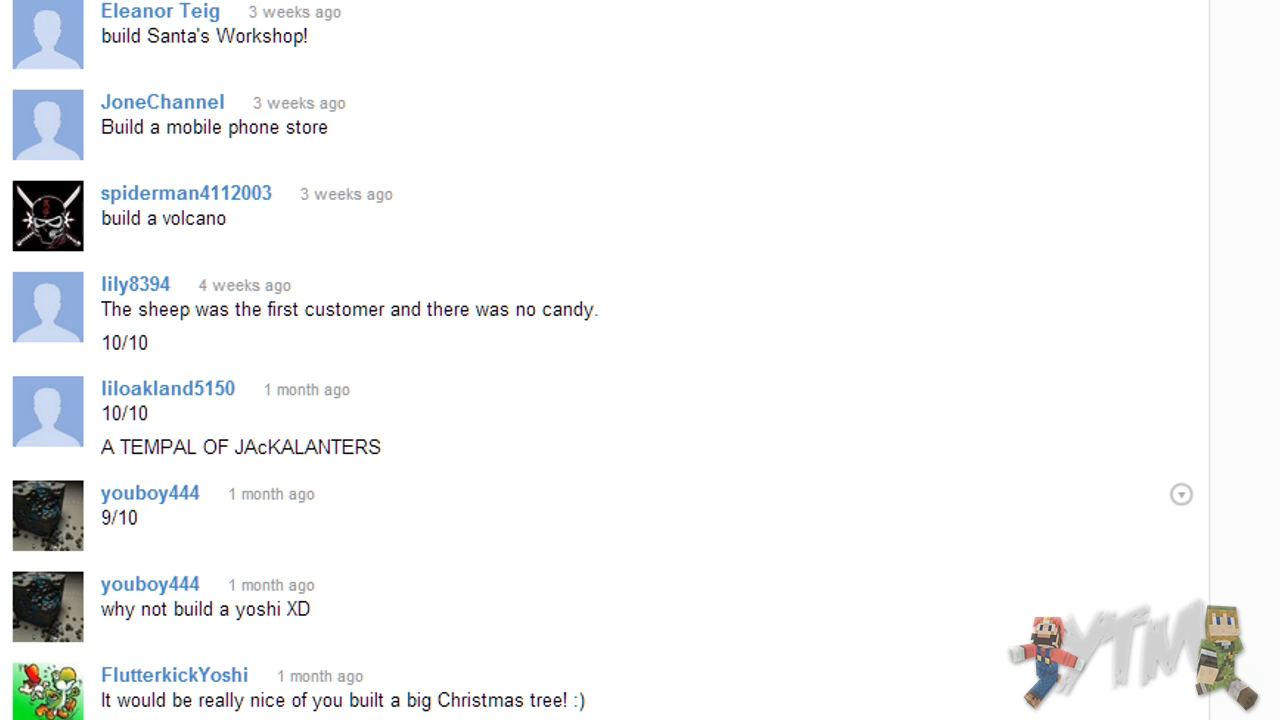 Eleanor Teig 3 weeks ago
build Santa's Workshop!
JoneChannel 3 weeks ago
Build a mobile phone store
spiderman4112003 3 weeks ago
build a volcano
lily8394 4 weeks ago
The sheep was the first customer and there was no candy.
10/10
liloakland5150 1 month ago
10/10
A TEMPAL OF JAcKALANTERS
youboy444 1 month ago
9/10
youboy444 1 month ago
why not build a yoshi XD
FlutterkickYoshi 1 month ago
It would be really nice of you built a big Christmas tree! :)
YTM